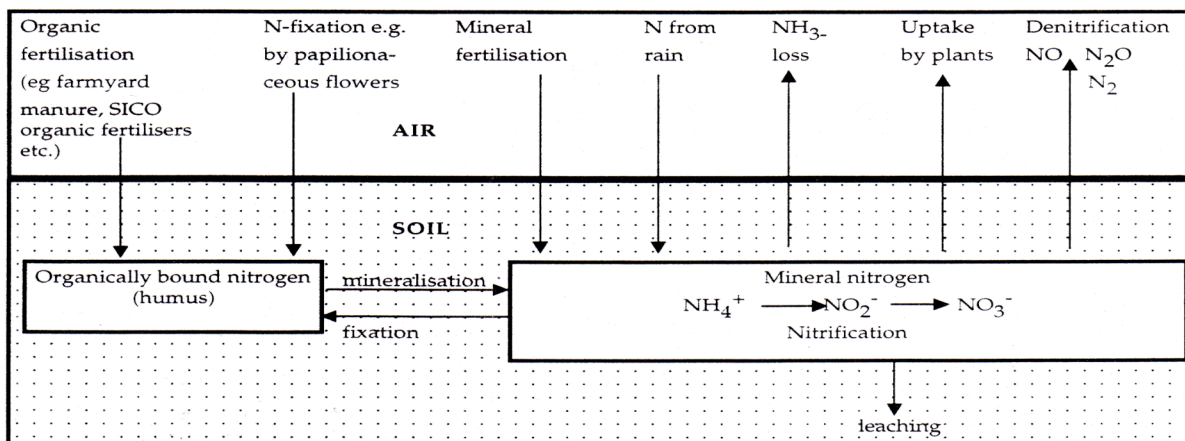 Organic
fertilisation
(eg farmyard
manure, SICO
organic fertilisers
etc.)
N-fixation e.g.
by papiliona-
ceous flowers
Mineral
fertilisation
N from
rain
NH₃-
loss
Uptake
by plants
Denitrification
NO N₂O
N₂
AIR
SOIL
Organically bound nitrogen
(humus)
mineralisation
fixation
Mineral nitrogen
NH₄⁺ NO₂⁻ NO₃⁻
Nitrification
leaching